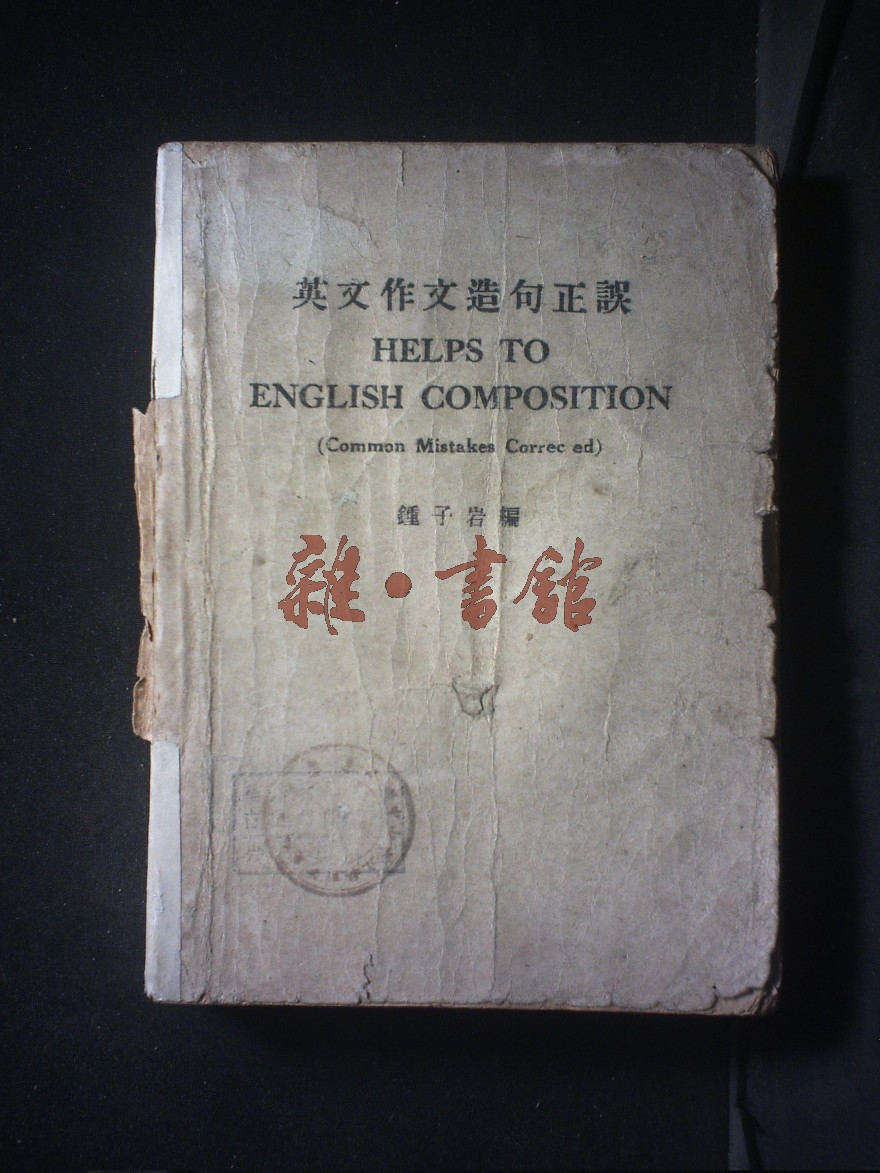 英文作文造句正誤
HELPS TO
ENGLISH COMPOSITION
(Common Mistakes Correc ed)
鍾子岩編
雜·書館